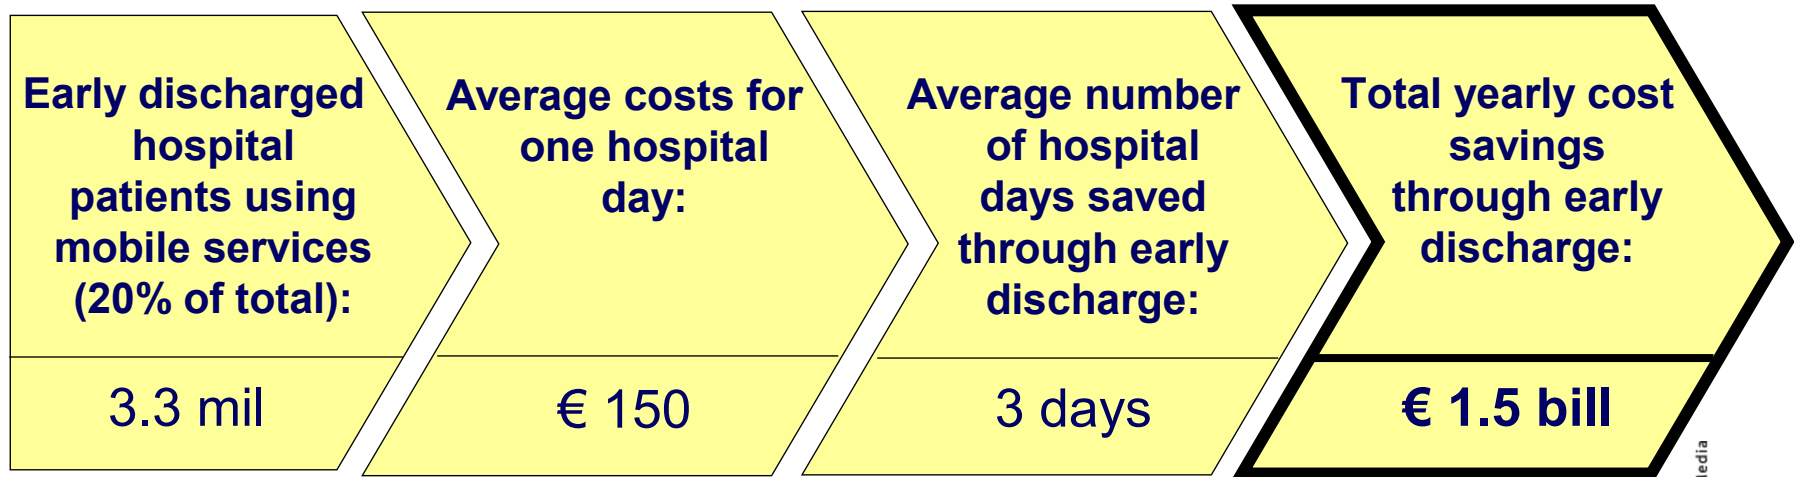 Early discharged
hospital
patients using
mobile services
(20% of total):
3.3 mil
Average costs for
one hospital
day:
€ 150
Average number
of hospital
days saved
through early
discharge:
3 days
Total yearly cost
savings
through early
discharge:
€ 1.5 bill